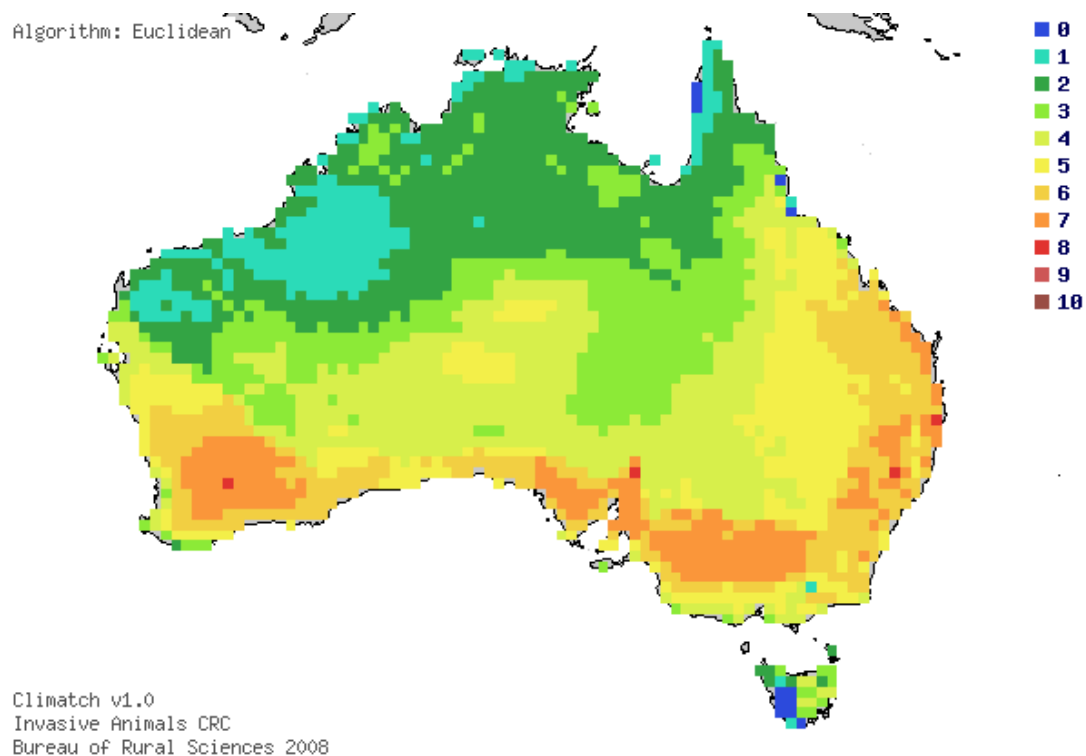 Algorithm: Euclidean
0
1
2
3
4
5
6
7
8
9
10
Climatch v1.0
Invasive Animals CRC
Bureau of Rural Sciences 2008